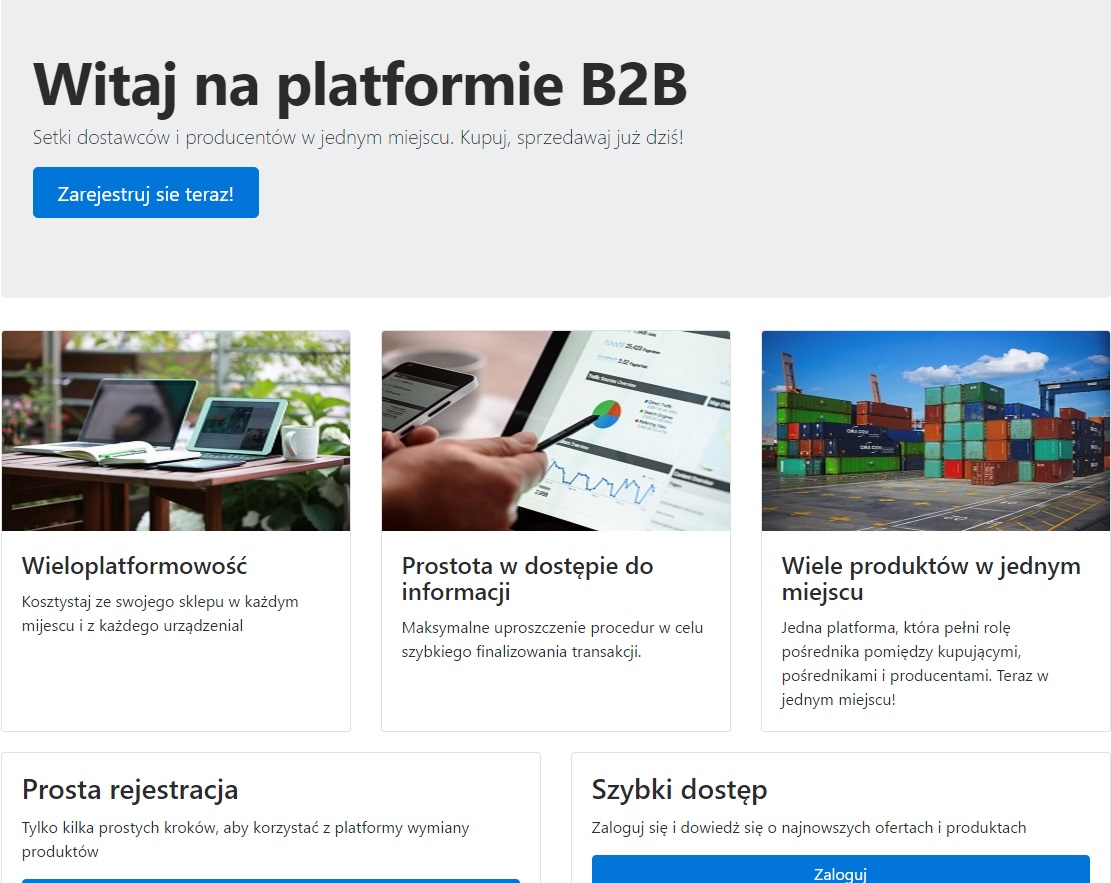 Witaj na platformie B2B
Setki dostawców i producentów w jednym miejscu. Kupuj, sprzedawaj już dziś!
Zarejestruj sie teraz!
Wieloplatformowość
Kosztystaj ze swojego sklepu w każdym
mijescu i z każdego urządzenial
Prostota w dostępie do
informacji
Maksymalne uproszczenie procedur w celu
szybkiego finalizowania transakcji.
Wiele produktów w jednym
miejscu
Jedna platforma, która pełni rolę
pośrednika pomiędzy kupującymi,
pośrednikami i producentami. Teraz w
jednym miejscu!
Prosta rejestracja
Tylko kilka prostych kroków, aby korzystać z platformy wymiany
produktów
Szybki dostęp
Zaloguj się i dowiedź się o najnowszych ofertach i produktach
Zaloguj